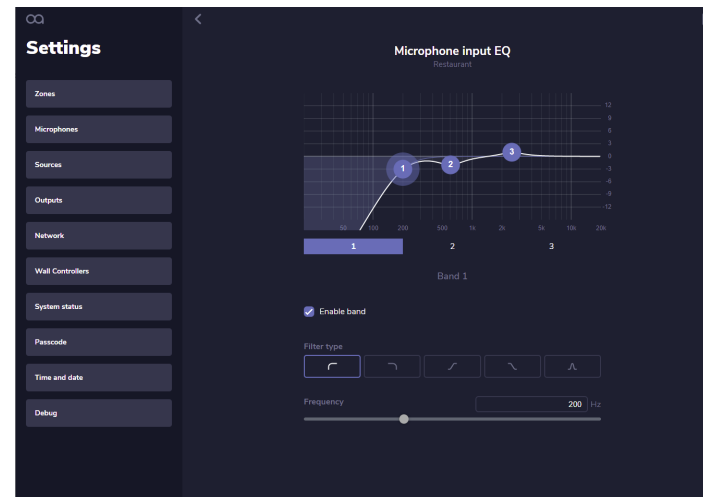 Settings
Zones
Microphones
Sources
Outputs
Network
Wall Controllers
System status
Passcode
Time and date
Debug
Microphone input EQ
Restaurant
12
9
6
3
0
-3
-6
-9
-12
1
2
3
50 100 200 500 1k 2k 5k 10k 20k
1 2 3
Band 1
Enable band
Filter type
Frequency 200 Hz